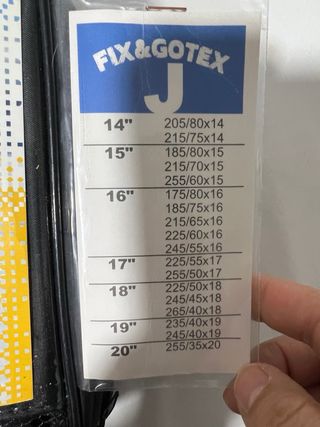 FIX&GOTEX
J
14" 205/80x14
215/75x14
15" 185/80x15
215/70x15
255/60x15
16" 175/80x16
185/75x16
215/65x16
225/60x16
245/55x16
17" 225/55x17
255/50x17
18" 225/50x18
245/45x18
265/40x18
19" 235/40x19
245/40x19
20" 255/35x20